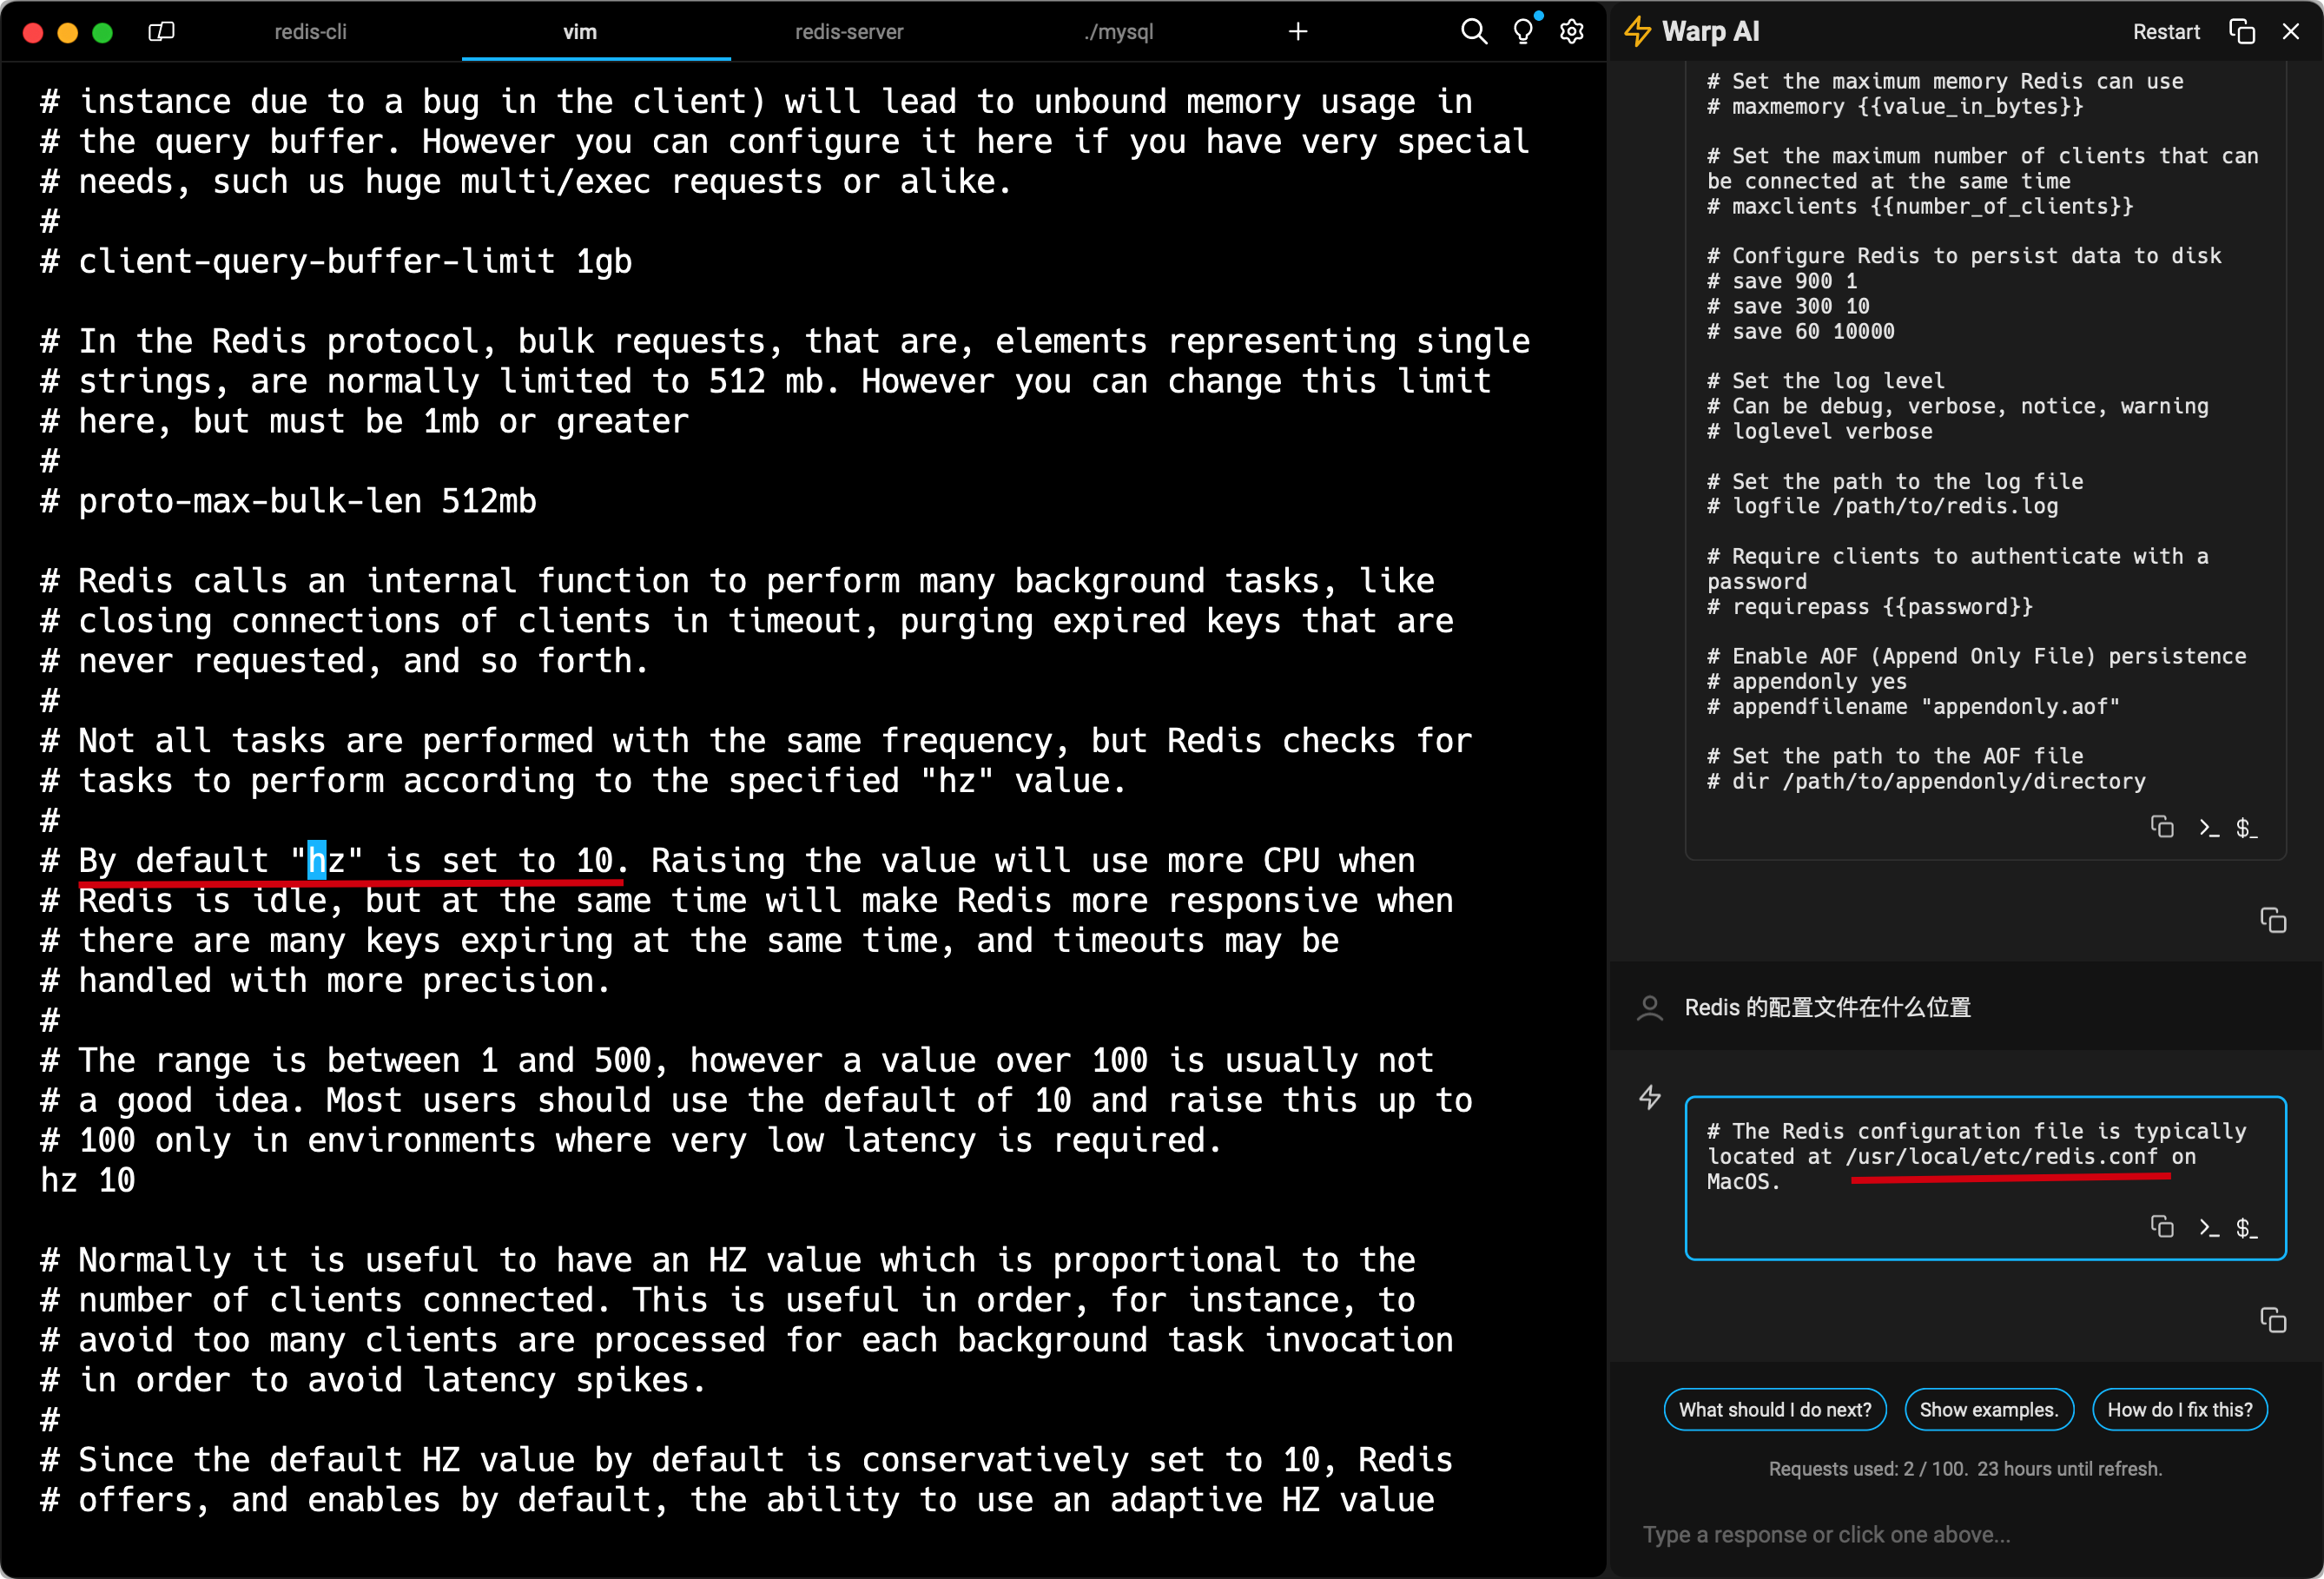 redis-cli
vim
redis-server
./mysql
# instance due to a bug in the client) will lead to unbound memory usage in
# the query buffer. However you can configure it here if you have very special
# needs, such us huge multi/exec requests or alike.
#
# client-query-buffer-limit 1gb
# In the Redis protocol, bulk requests, that are, elements representing single
# strings, are normally limited to 512 mb. However you can change this limit
# here, but must be 1mb or greater
#
# proto-max-bulk-len 512mb
# Redis calls an internal function to perform many background tasks, like
# closing connections of clients in timeout, purging expired keys that are
# never requested, and so forth.
#
# Not all tasks are performed with the same frequency, but Redis checks for
# tasks to perform according to the specified "hz" value.
#
# By default "hz" is set to 10. Raising the value will use more CPU when
# Redis is idle, but at the same time will make Redis more responsive when
# there are many keys expiring at the same time, and timeouts may be
# handled with more precision.
#
# The range is between 1 and 500, however a value over 100 is usually not
# a good idea. Most users should use the default of 10 and raise this up to
# 100 only in environments where very low latency is required.
hz 10
# Normally it is useful to have an HZ value which is proportional to the
# number of clients connected. This is useful in order, for instance, to
# avoid too many clients are processed for each background task invocation
# in order to avoid latency spikes.
#
# Since the default HZ value by default is conservatively set to 10, Redis
# offers, and enables by default, the ability to use an adaptive HZ value
Warp AI
Restart
# Set the maximum memory Redis can use
# maxmemory {{value_in_bytes}}
# Set the maximum number of clients that can
be connected at the same time
# maxclients {{number_of_clients}}
# Configure Redis to persist data to disk
# save 900 1
# save 300 10
# save 60 10000
# Set the log level
# Can be debug, verbose, notice, warning
# loglevel verbose
# Set the path to the log file
# logfile /path/to/redis.log
# Require clients to authenticate with a
password
# requirepass {{password}}
# Enable AOF (Append Only File) persistence
# appendonly yes
# appendfilename "appendonly.aof"
# Set the path to the AOF file
# dir /path/to/appendonly/directory
>_ $_
Redis 的配置文件在什么位置
# The Redis configuration file is typically
located at /usr/local/etc/redis.conf on
MacOS.
>_ $_
What should I do next?
Show examples.
How do I fix this?
Requests used: 2 / 100. 23 hours until refresh.
Type a response or click one above...